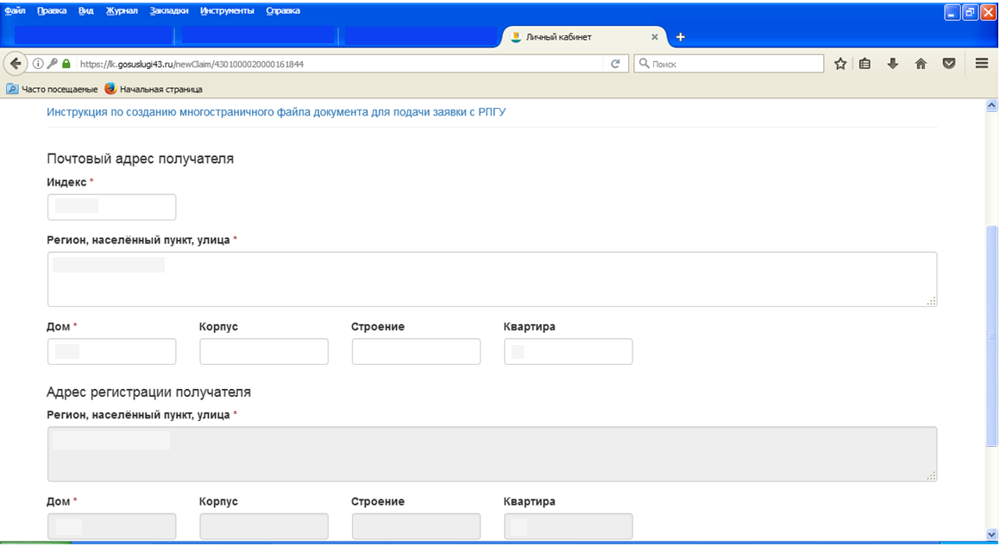 Файл Правка Вид Журнал Закладки Инструменты Справка
Личный кабинет
https://lk.gosuslugi43.ru/newClaim/4301000020000161844
Поиск
Часто посещаемые Начальная страница
Инструкция по созданию многостраничного файла документа для подачи заявки с РПГУ
Почтовый адрес получателя
Индекс *
Регион, населённый пункт, улица *
Дом * Корпус Строение Квартира
Адрес регистрации получателя
Регион, населённый пункт, улица *
Дом * Корпус Строение Квартира